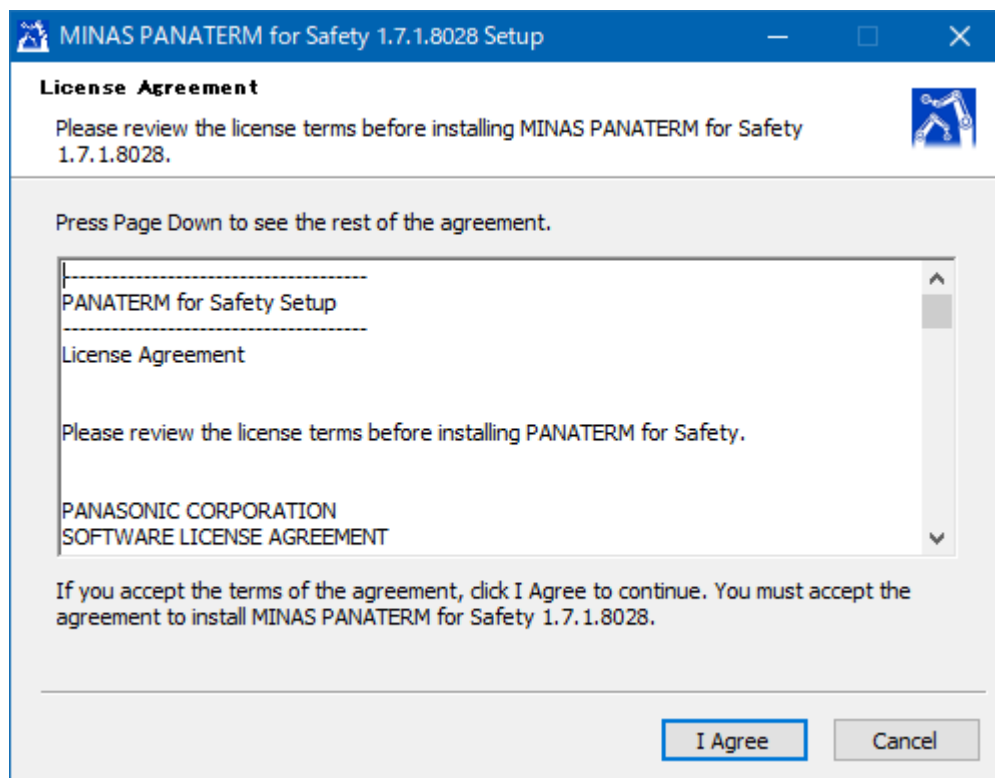 MINAS PANATERM for Safety 1.7.1.8028 Setup
License Agreement
Please review the license terms before installing MINAS PANATERM for Safety
1.7.1.8028.
Press Page Down to see the rest of the agreement.
--------------------------------------
PANATERM for Safety Setup
--------------------------------------
License Agreement
Please review the license terms before installing PANATERM for Safety.
PANASONIC CORPORATION
SOFTWARE LICENSE AGREEMENT
If you accept the terms of the agreement, click I Agree to continue. You must accept the
agreement to install MINAS PANATERM for Safety 1.7.1.8028.
I Agree
Cancel